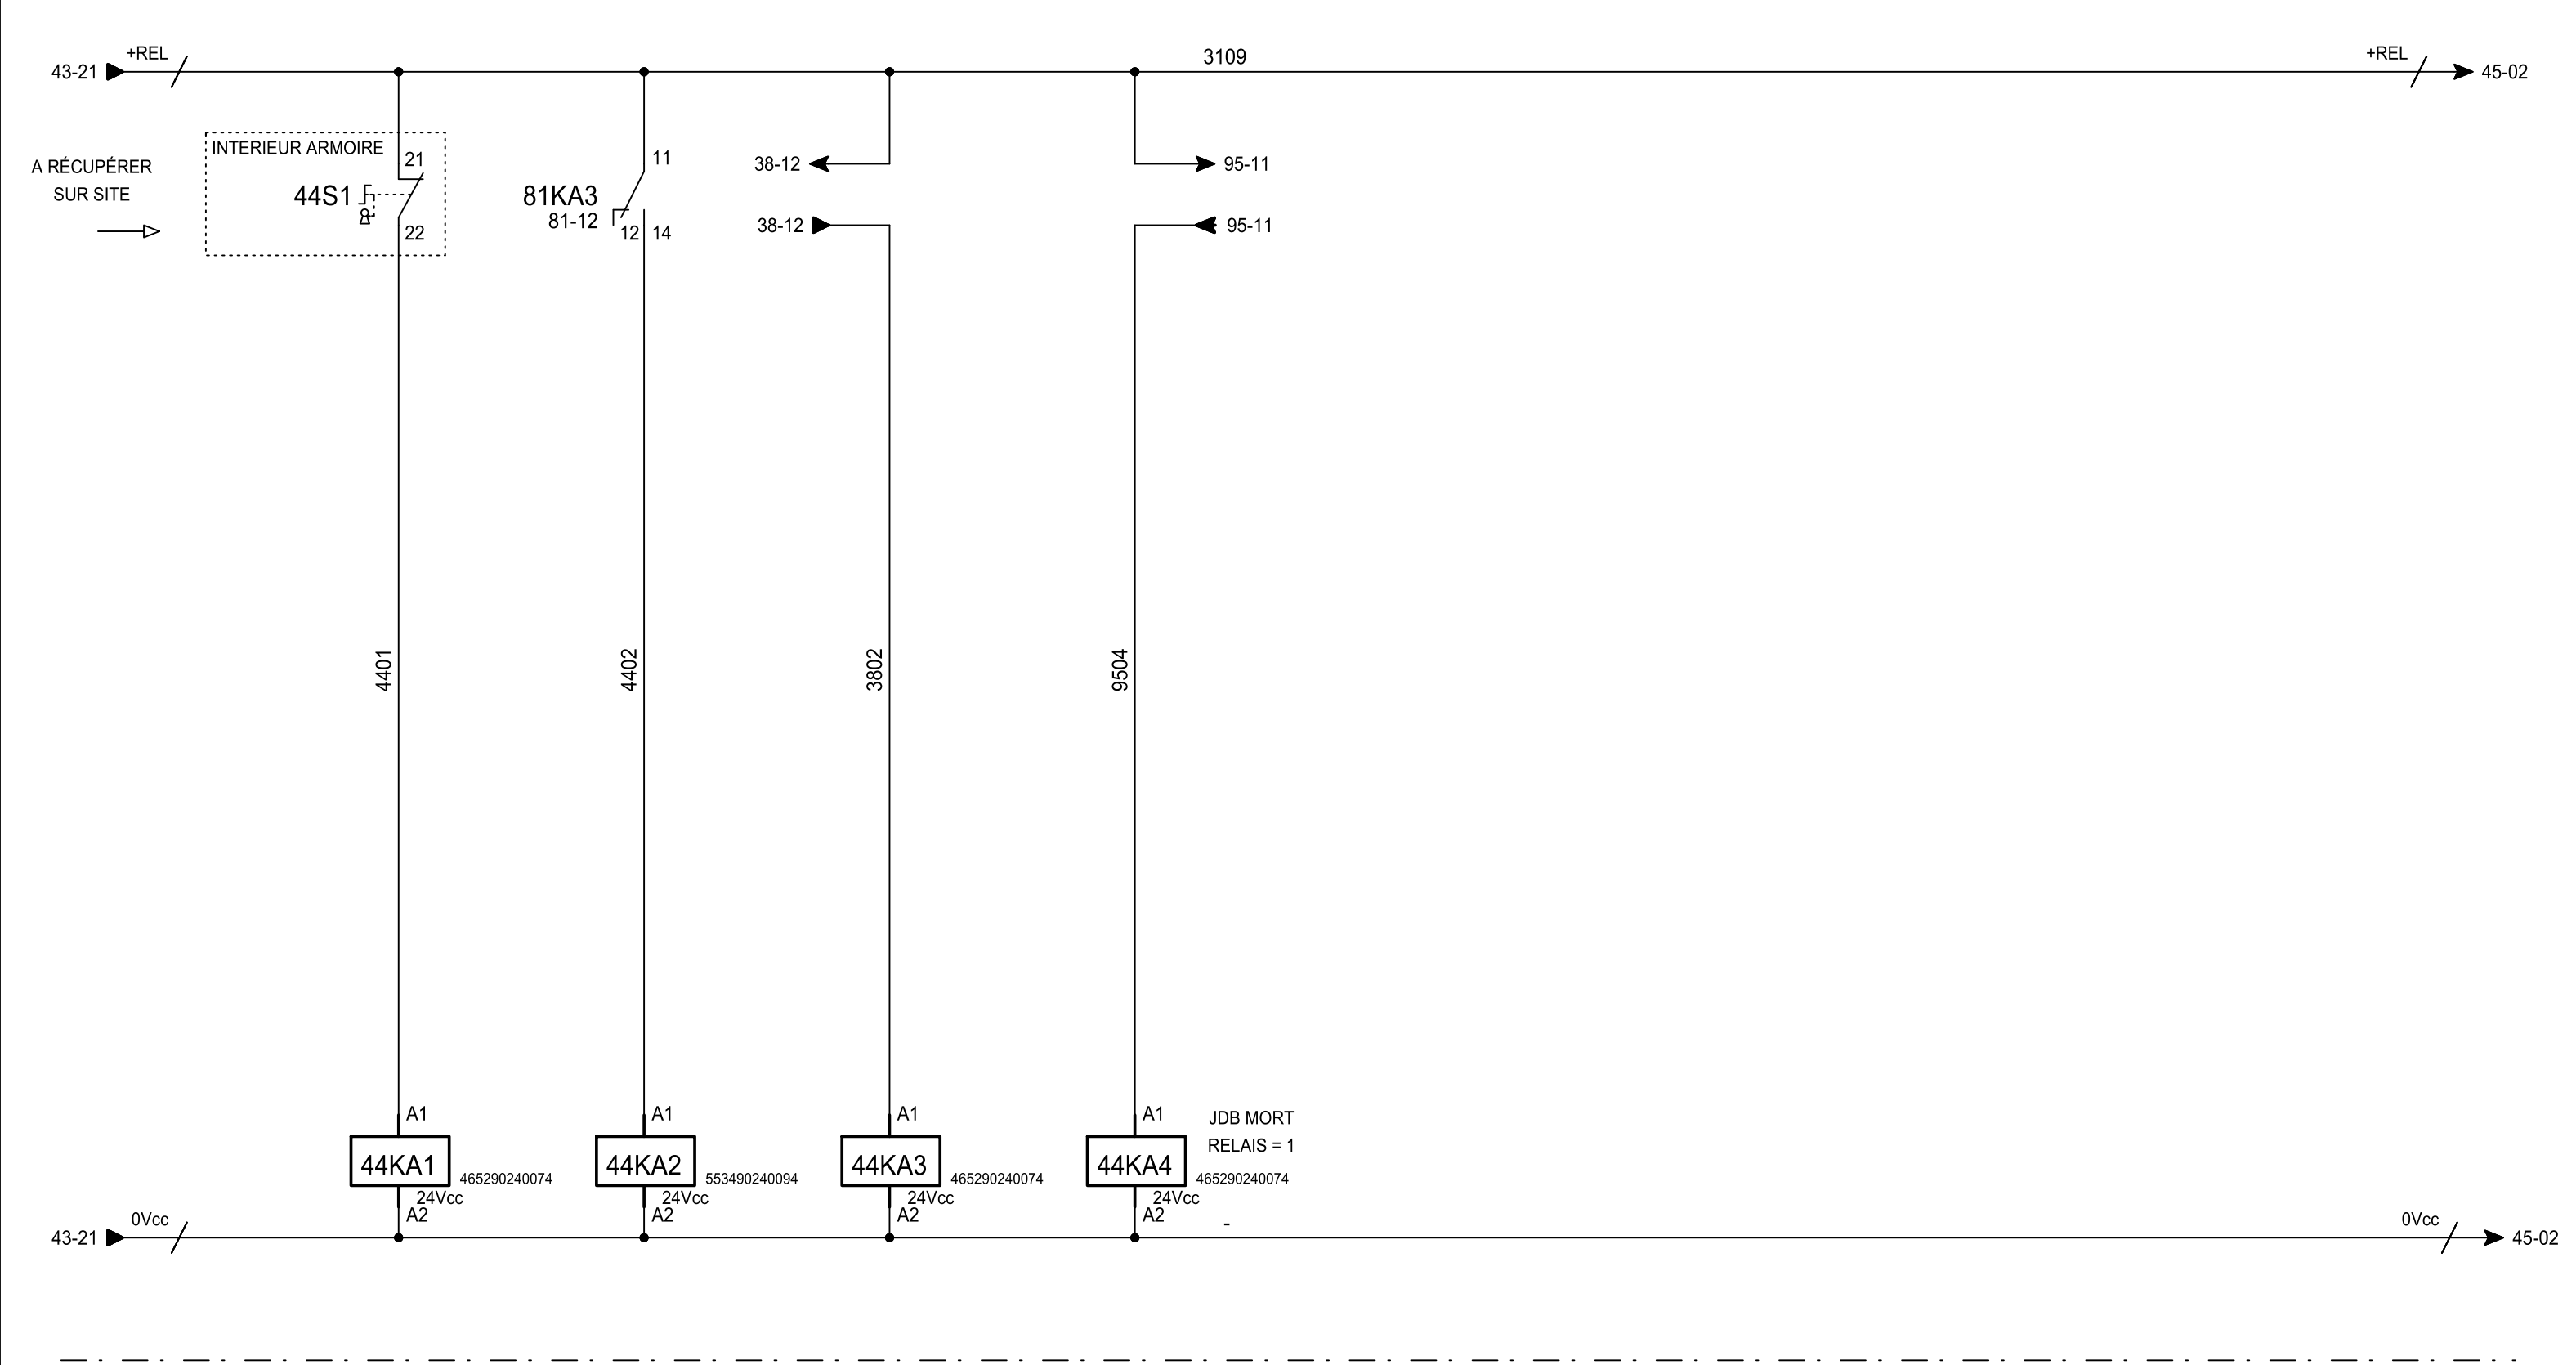 +REL
3109
+REL
43-21
45-02
A RÉCUPÉRER
SUR SITE
INTERIEUR ARMOIRE
21
44S1
22
11
81KA3
81-12
12
14
38-12
38-12
95-11
95-11
4401
4402
3802
9504
A1
44KA1
465290240074
24Vcc
A2
A1
44KA2
553490240094
24Vcc
A2
A1
44KA3
465290240074
24Vcc
A2
A1
44KA4
465290240074
24Vcc
A2
JDB MORT
RELAIS = 1
-
0Vcc
43-21
0Vcc
45-02